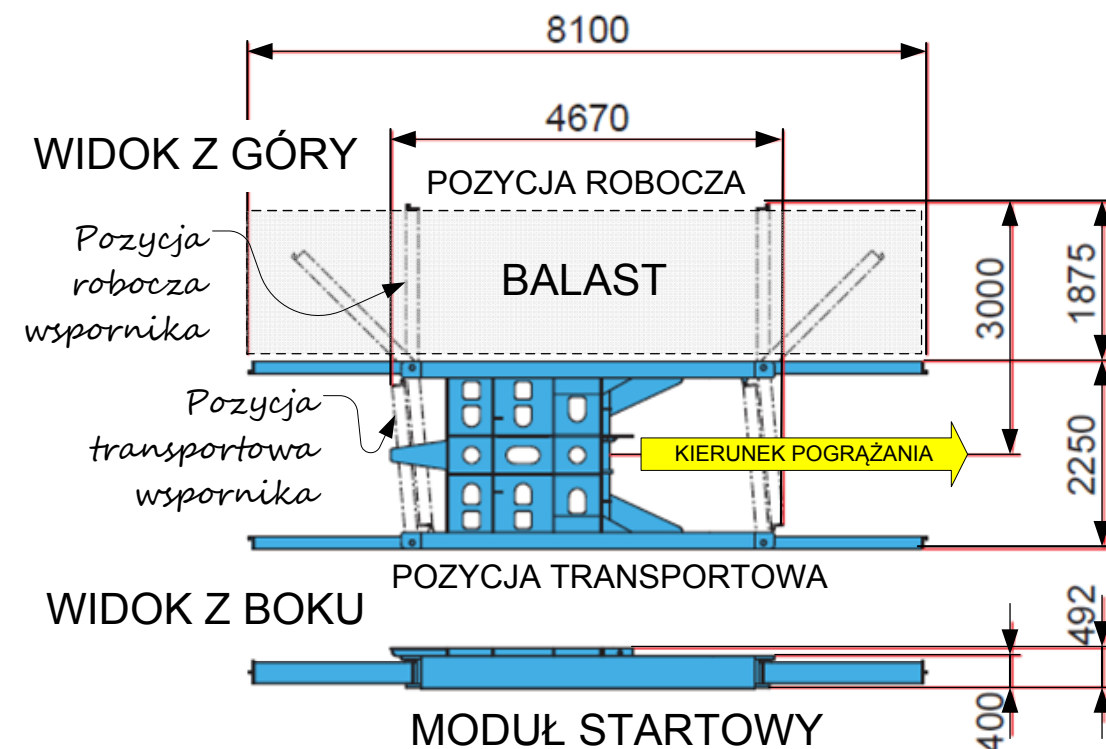 8100
4670
WIDOK Z GÓRY
POZYCJA ROBOCZA
Pozycja
robocza
wspornika
BALAST
3000
1875
Pozycja
transportowa
wspornika
KIERUNEK POGRĄŻANIA
2250
POZYCJA TRANSPORTOWA
WIDOK Z BOKU
492
400
MODUŁ STARTOWY